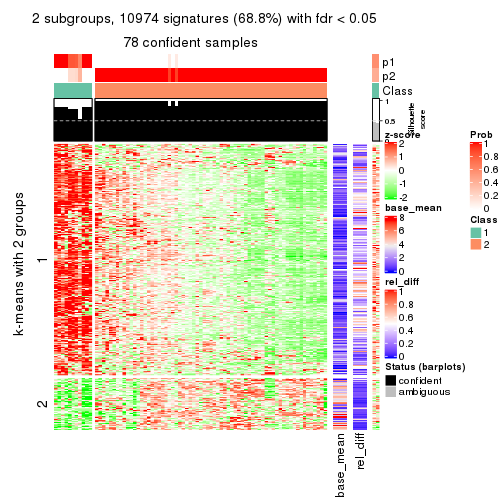 2 subgroups, 10974 signatures (68.8%) with fdr < 0.05
78 confident samples
p1
p2
Class
1
0.5
0
Silhouette
score
k-means with 2 groups
1
2
base_mean
rel_diff
z-score
2
1
0
-1
-2
base_mean
8
6
4
2
0
rel_diff
1
0.8
0.6
0.4
0.2
0
Status (barplots)
confident
ambiguous
Prob
1
0.8
0.6
0.4
0.2
0
Class
1
2